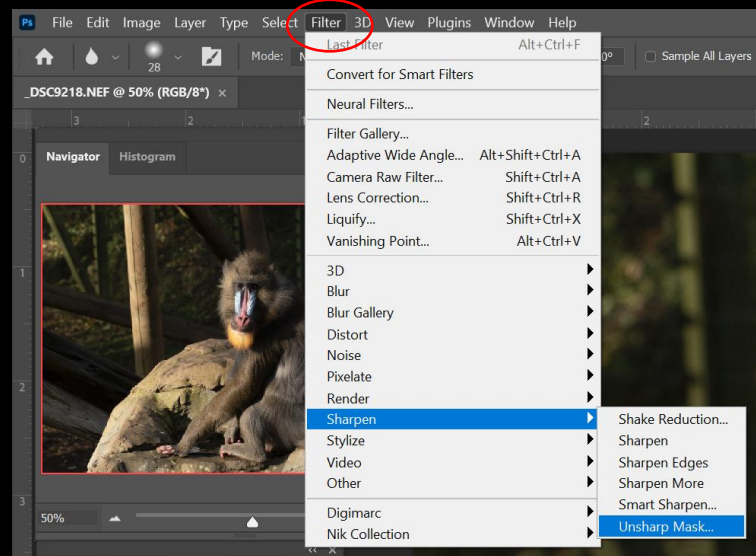 Ps File Edit Image Layer Type Select Filter 3D View Plugins Window Help
28 Mode: 0° Sample All Layers
_DSC9218.NEF @ 50% (RGB/8*) ×
3 2 1 2
Navigator Histogram
0
1
2
3
50%
Last Filter Alt+Ctrl+F
Convert for Smart Filters
Neural Filters...
Filter Gallery...
Adaptive Wide Angle... Alt+Shift+Ctrl+A
Camera Raw Filter... Shift+Ctrl+A
Lens Correction... Shift+Ctrl+R
Liquify... Shift+Ctrl+X
Vanishing Point... Alt+Ctrl+V
3D
Blur
Blur Gallery
Distort
Noise
Pixelate
Render
Sharpen
Stylize
Video
Other
Digimarc
Nik Collection
Shake Reduction...
Sharpen
Sharpen Edges
Sharpen More
Smart Sharpen...
Unsharp Mask...